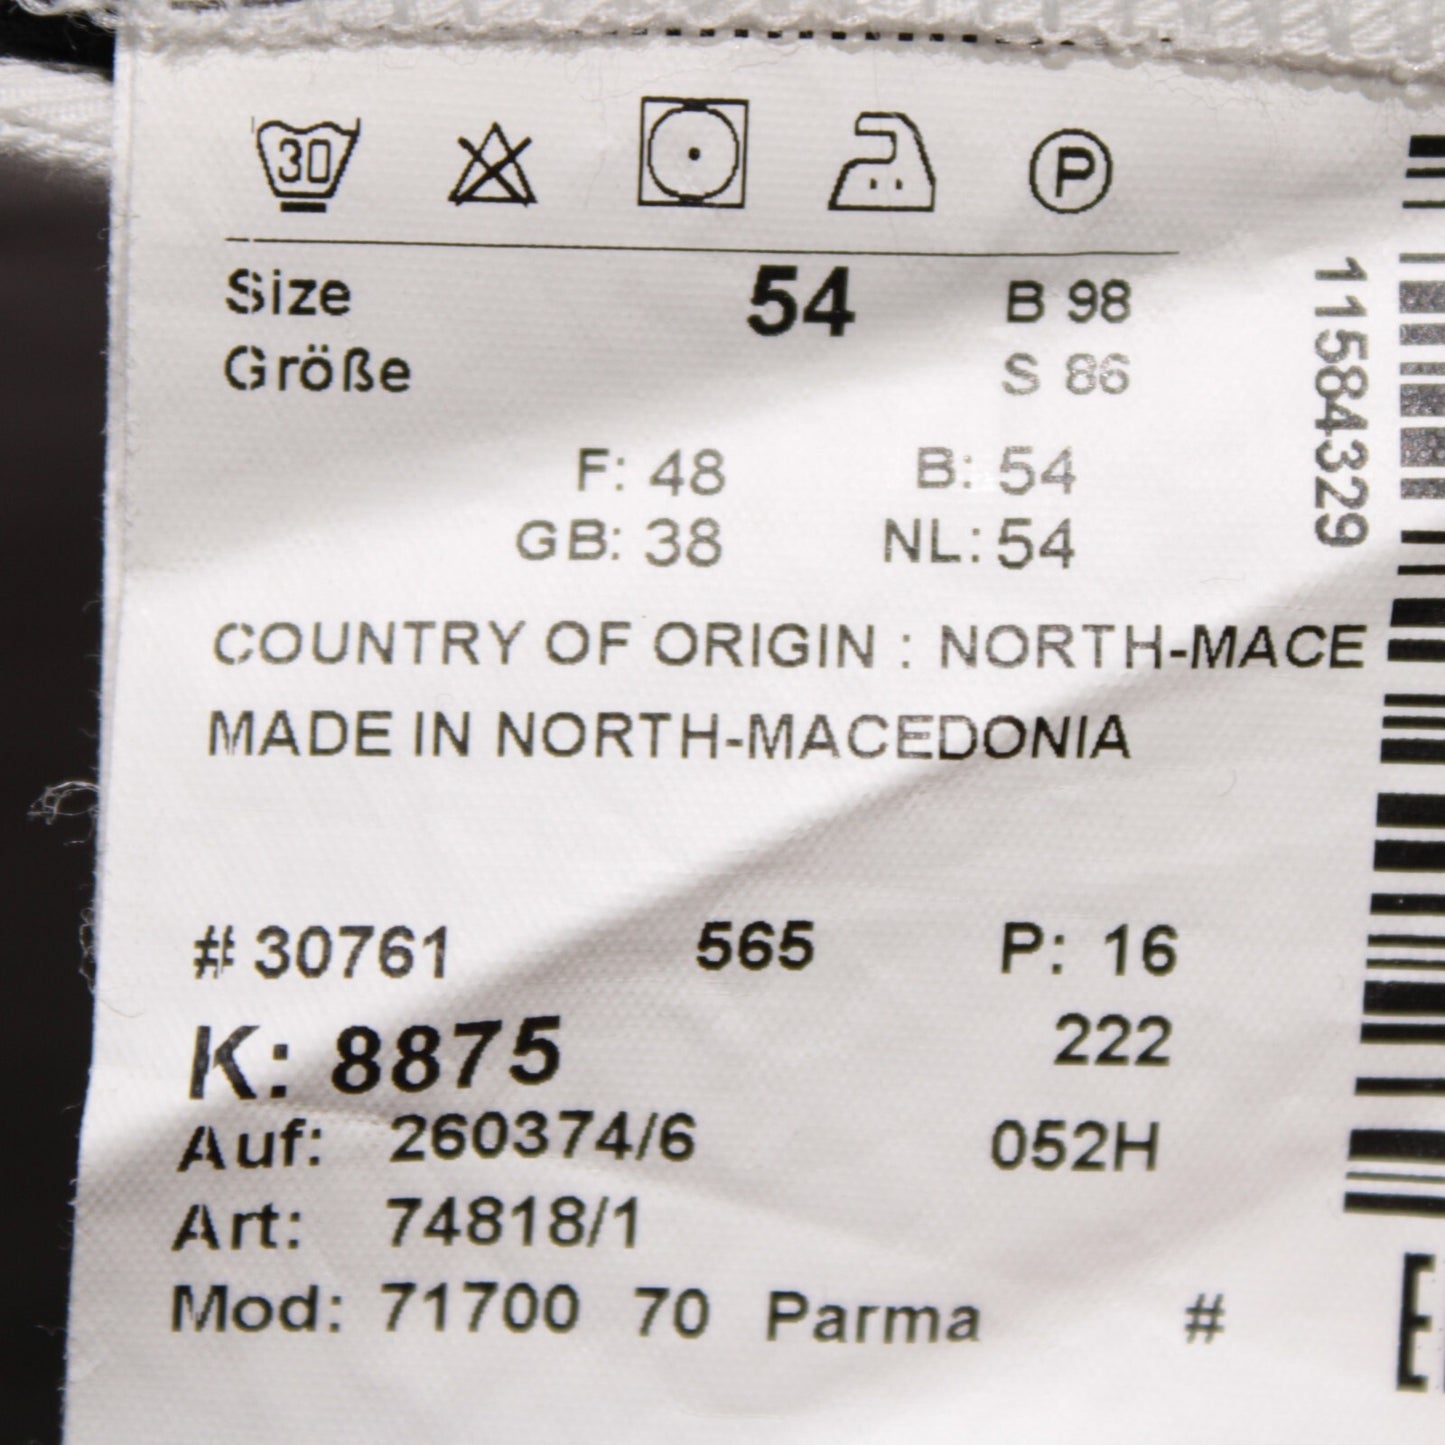 30 P
Size 54 B 98
Größe S 86
F: 48 B: 54
GB: 38 NL: 54
COUNTRY OF ORIGIN : NORTH-MACE
MADE IN NORTH-MACEDONIA
# 30761 565 P: 16
K: 8875 222
Auf: 260374/6 052H
Art: 74818/1
Mod: 71700 70 Parma #
11584329